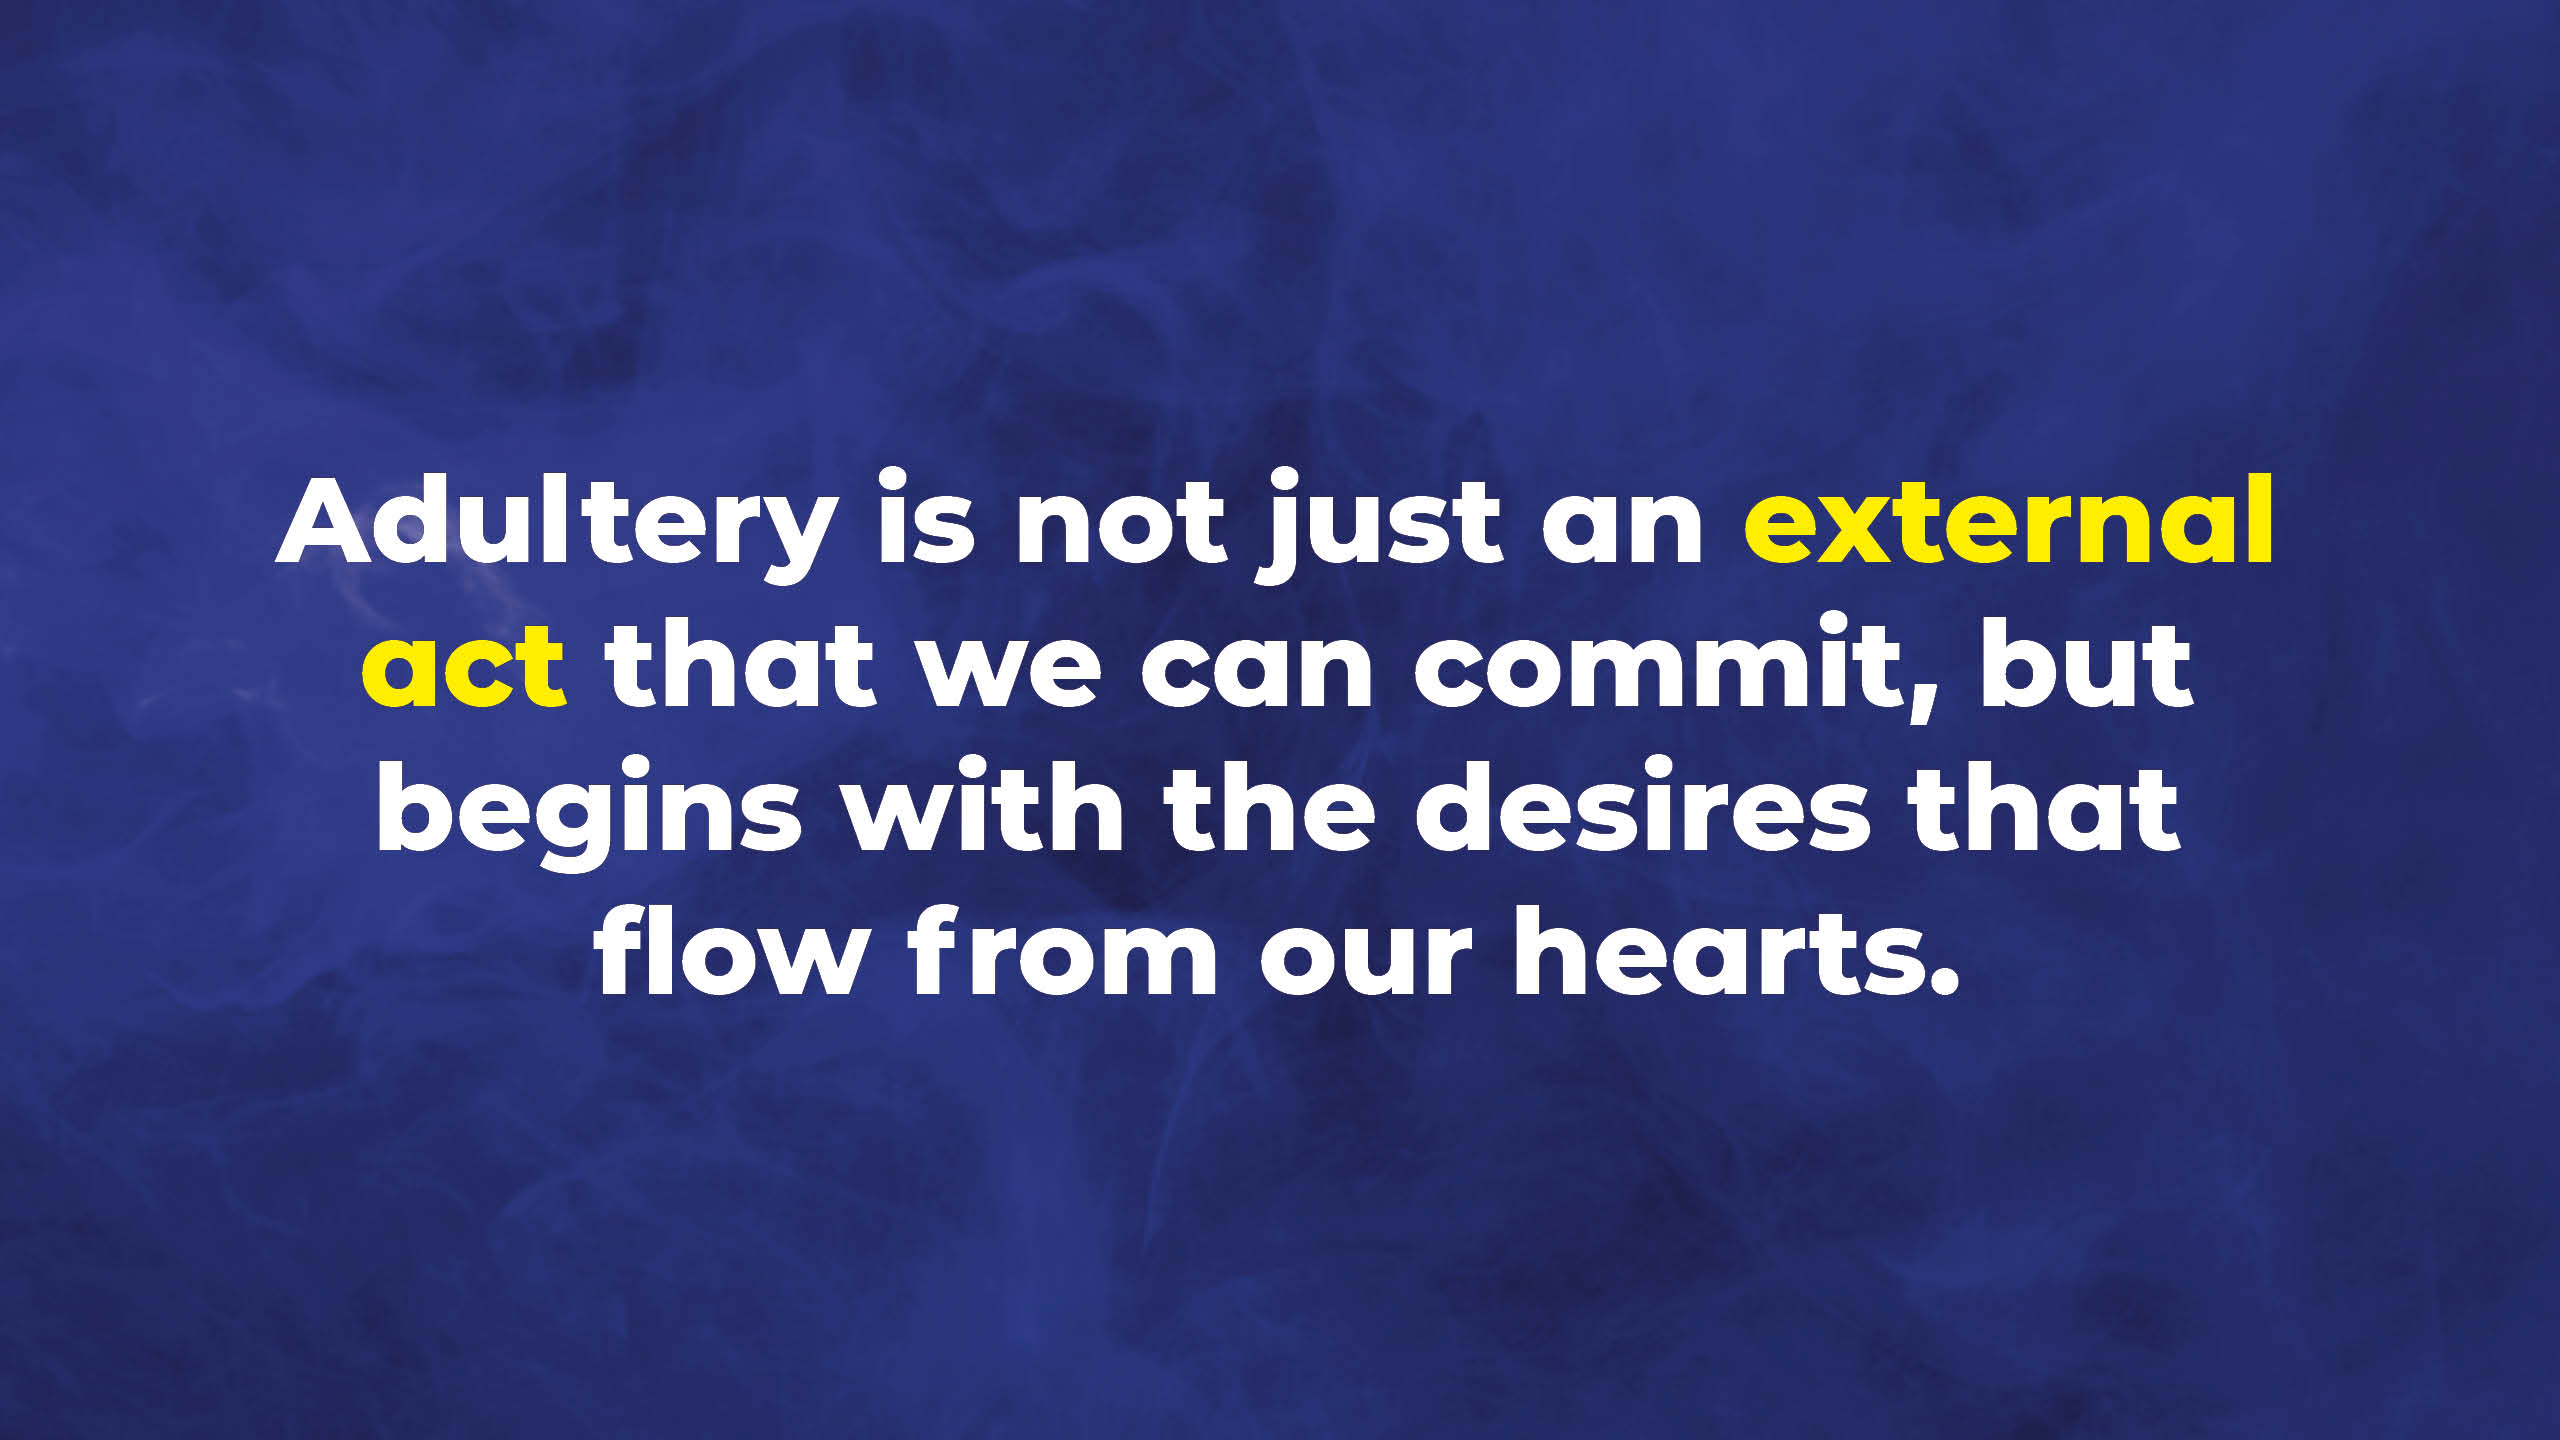 Adultery is not just an external
act that we can commit, but
begins with the desires that
flow from our hearts.